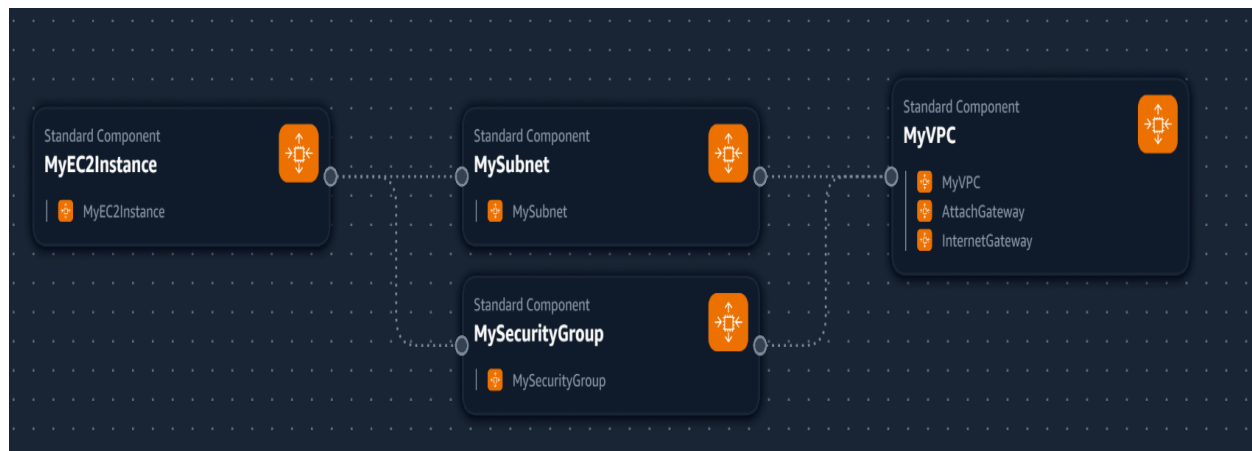 Standard Component
MyEC2Instance
MyEC2Instance
Standard Component
MySubnet
MySubnet
Standard Component
MySecurityGroup
MySecurityGroup
Standard Component
MyVPC
MyVPC
AttachGateway
InternetGateway